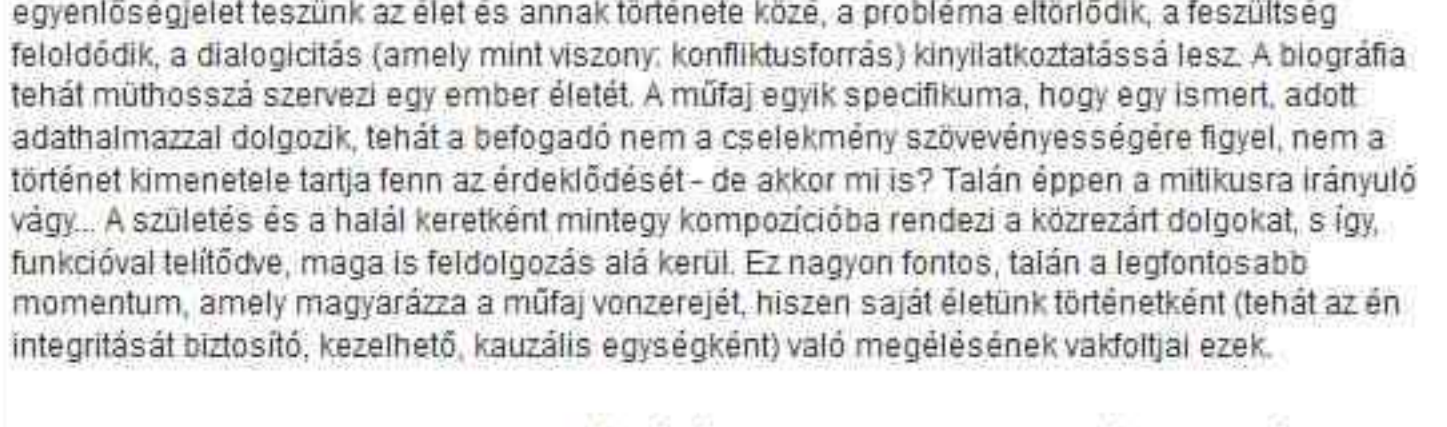 egyenlőségjelet teszünk az élet és annak története közé, a probléma eltörlődik, a feszültség
feloldódik, a dialogicitás (amely mint viszony: konfliktusforrás) kinyilatkoztatássá lesz. A biográfia
tehát müthosszá szervezi egy ember életét. A műfaj egyik specifikuma, hogy egy ismert, adott
adathalmazzal dolgozik, tehát a befogadó nem a cselekmény szövevényességére figyel, nem a
történet kimenetele tartja fenn az érdeklődését - de akkor mi is? Talán éppen a mitikusra irányuló
vágy... A születés és a halál keretként mintegy kompozícióba rendezi a közrezárt dolgokat, s így,
funkcióval telítődve, maga is feldolgozás alá kerül. Ez nagyon fontos, talán a legfontosabb
momentum, amely magyarázza a műfaj vonzerejét, hiszen saját életünk történetként (tehát az én
integritását biztosító, kezelhető, kauzális egységként) való megélésének vakfoltjai ezek.